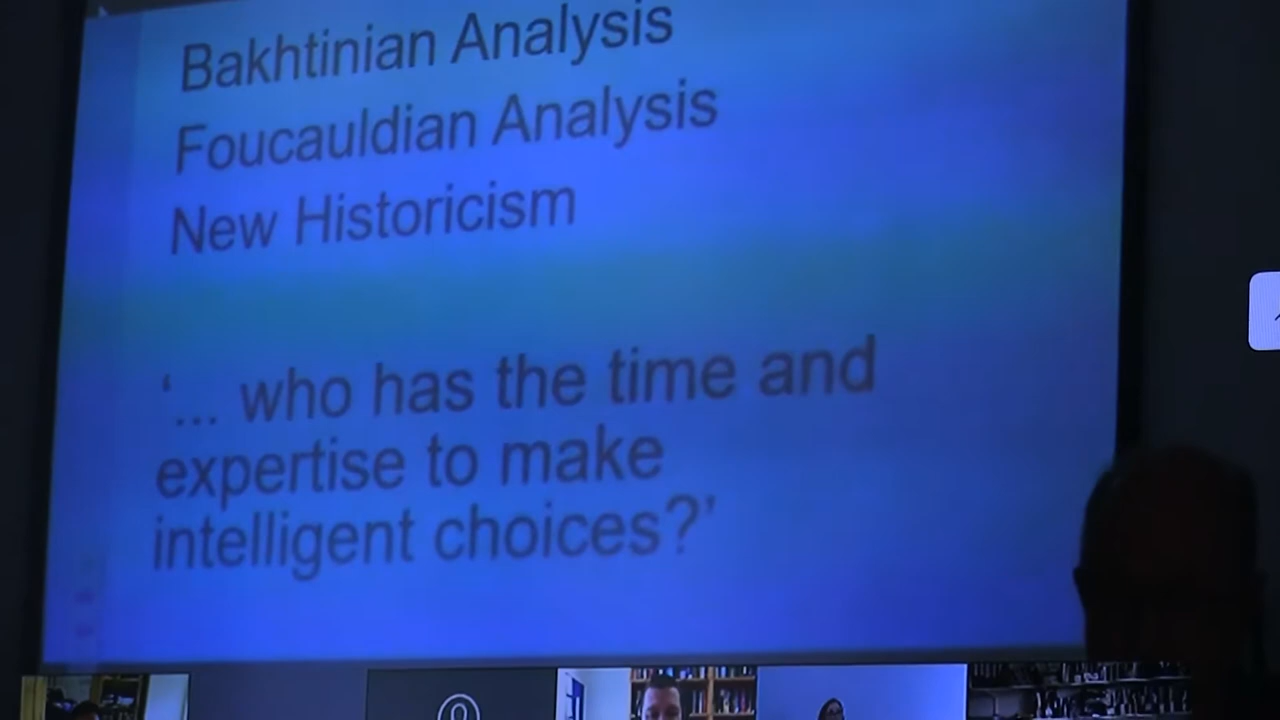 Bakhtinian Analysis
Foucauldian Analysis
New Historicism
‘... who has the time and
expertise to make
intelligent choices?’